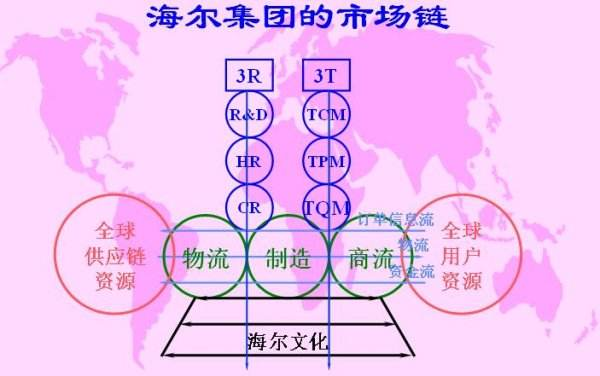 海尔集团的市场链
3R
3T
R&D
TCM
HR
TPM
CR
TQM
订单信息流
物流
资金流
全球
供应链
资源
物流
制造
商流
全球
用户
资源
海尔文化